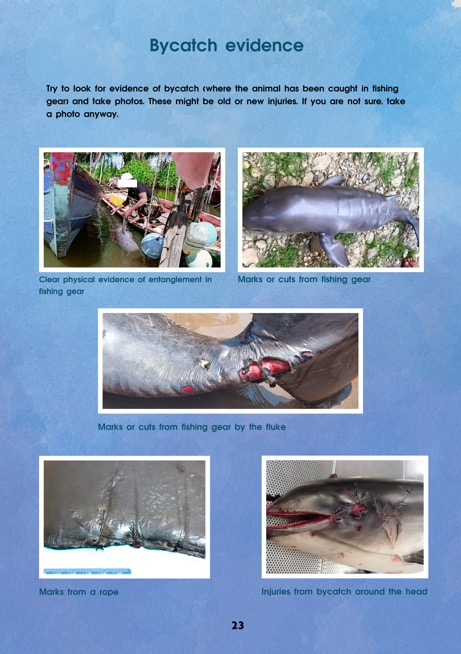 Bycatch evidence
Try to look for evidence of bycatch (where the animal has been caught in fishing
gear) and take photos. These might be old or new injuries. If you are not sure, take
a photo anyway.
Clear physical evidence of entanglement in
fishing gear
Marks or cuts from fishing gear
Marks or cuts from fishing gear by the fluke
Marks from a rope
Injuries from bycatch around the head
23